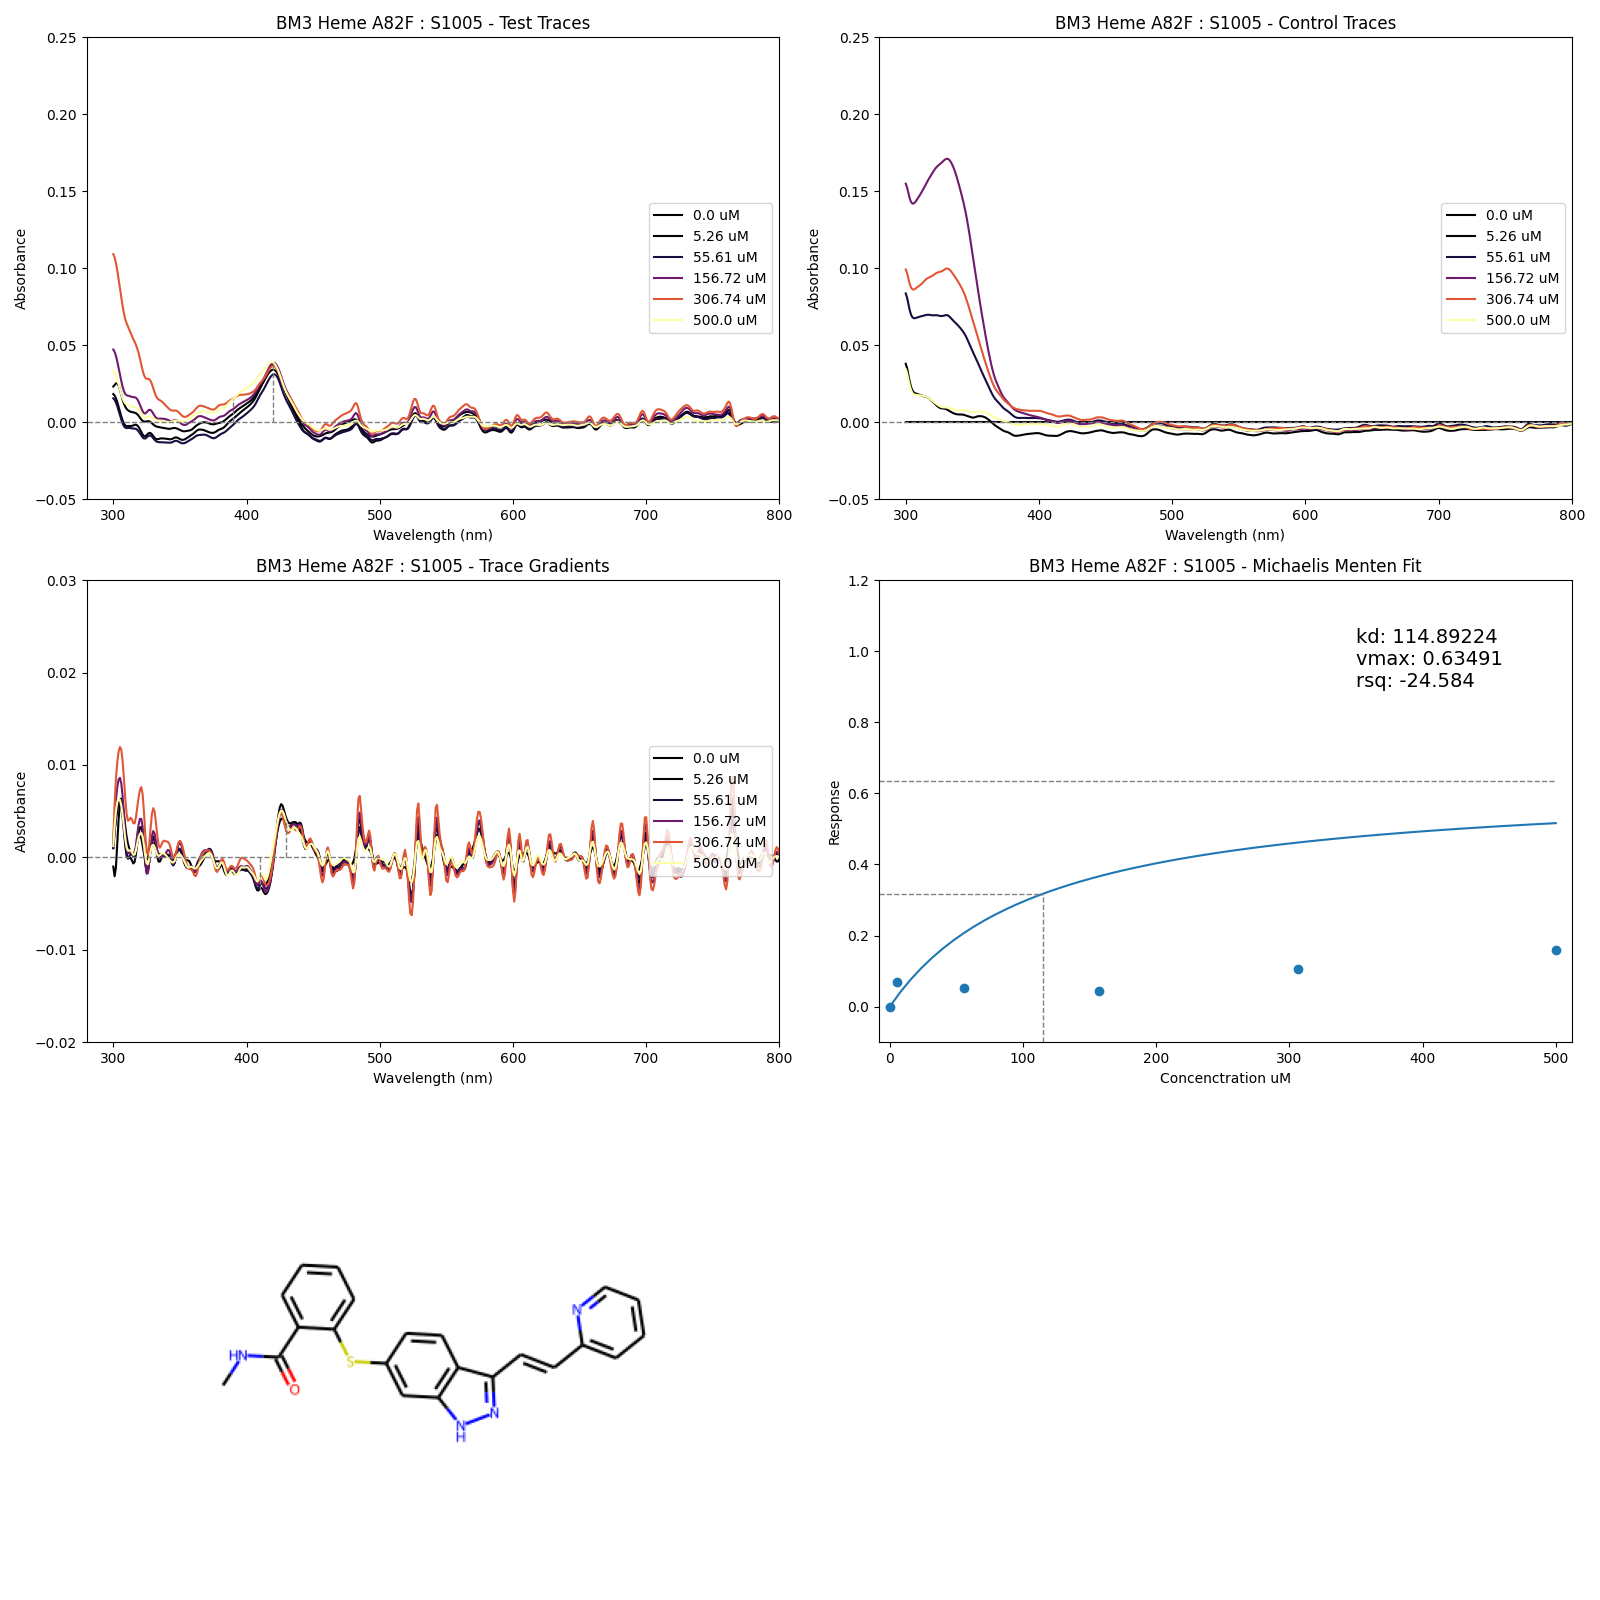 BM3 Heme A82F : S1005 - Test Traces
Absorbance
0.25
0.20
0.15
0.10
0.05
0.00
−0.05
300 400 500 600 700 800
Wavelength (nm)
0.0 uM
5.26 uM
55.61 uM
156.72 uM
306.74 uM
500.0 uM
BM3 Heme A82F : S1005 - Control Traces
Absorbance
0.25
0.20
0.15
0.10
0.05
0.00
−0.05
300 400 500 600 700 800
Wavelength (nm)
0.0 uM
5.26 uM
55.61 uM
156.72 uM
306.74 uM
500.0 uM
BM3 Heme A82F : S1005 - Trace Gradients
Absorbance
0.03
0.02
0.01
0.00
−0.01
−0.02
300 400 500 600 700 800
Wavelength (nm)
0.0 uM
5.26 uM
55.61 uM
156.72 uM
306.74 uM
500.0 uM
BM3 Heme A82F : S1005 - Michaelis Menten Fit
Response
1.2
1.0
0.8
0.6
0.4
0.2
0.0
0 100 200 300 400 500
Concenctration uM
kd: 114.89224
vmax: 0.63491
rsq: -24.584
HN
O
S
N
H
N
N